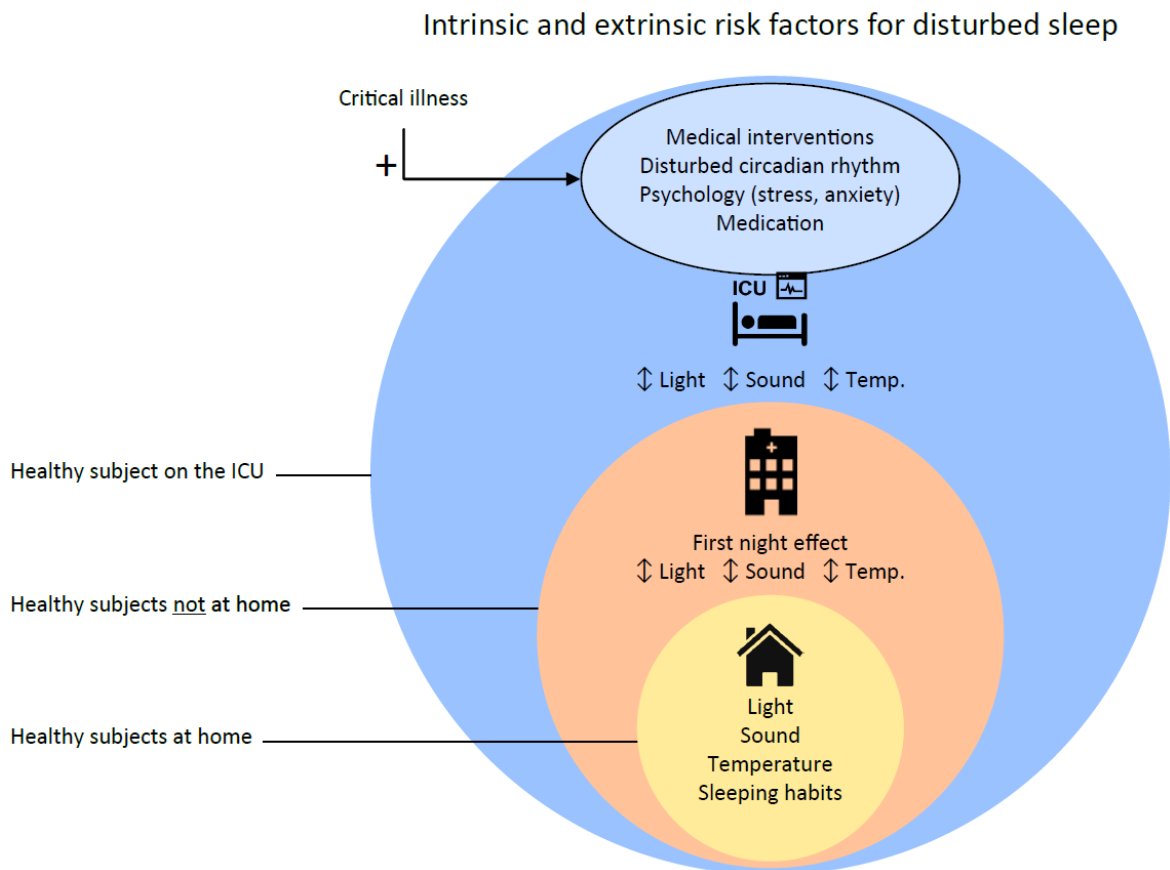 Intrinsic and extrinsic risk factors for disturbed sleep
Critical illness
+
Medical interventions
Disturbed circadian rhythm
Psychology (stress, anxiety)
Medication
ICU
↕ Light ↕ Sound ↕ Temp.
Healthy subject on the ICU
First night effect
↕ Light ↕ Sound ↕ Temp.
Healthy subjects not at home
Light
Sound
Temperature
Sleeping habits
Healthy subjects at home